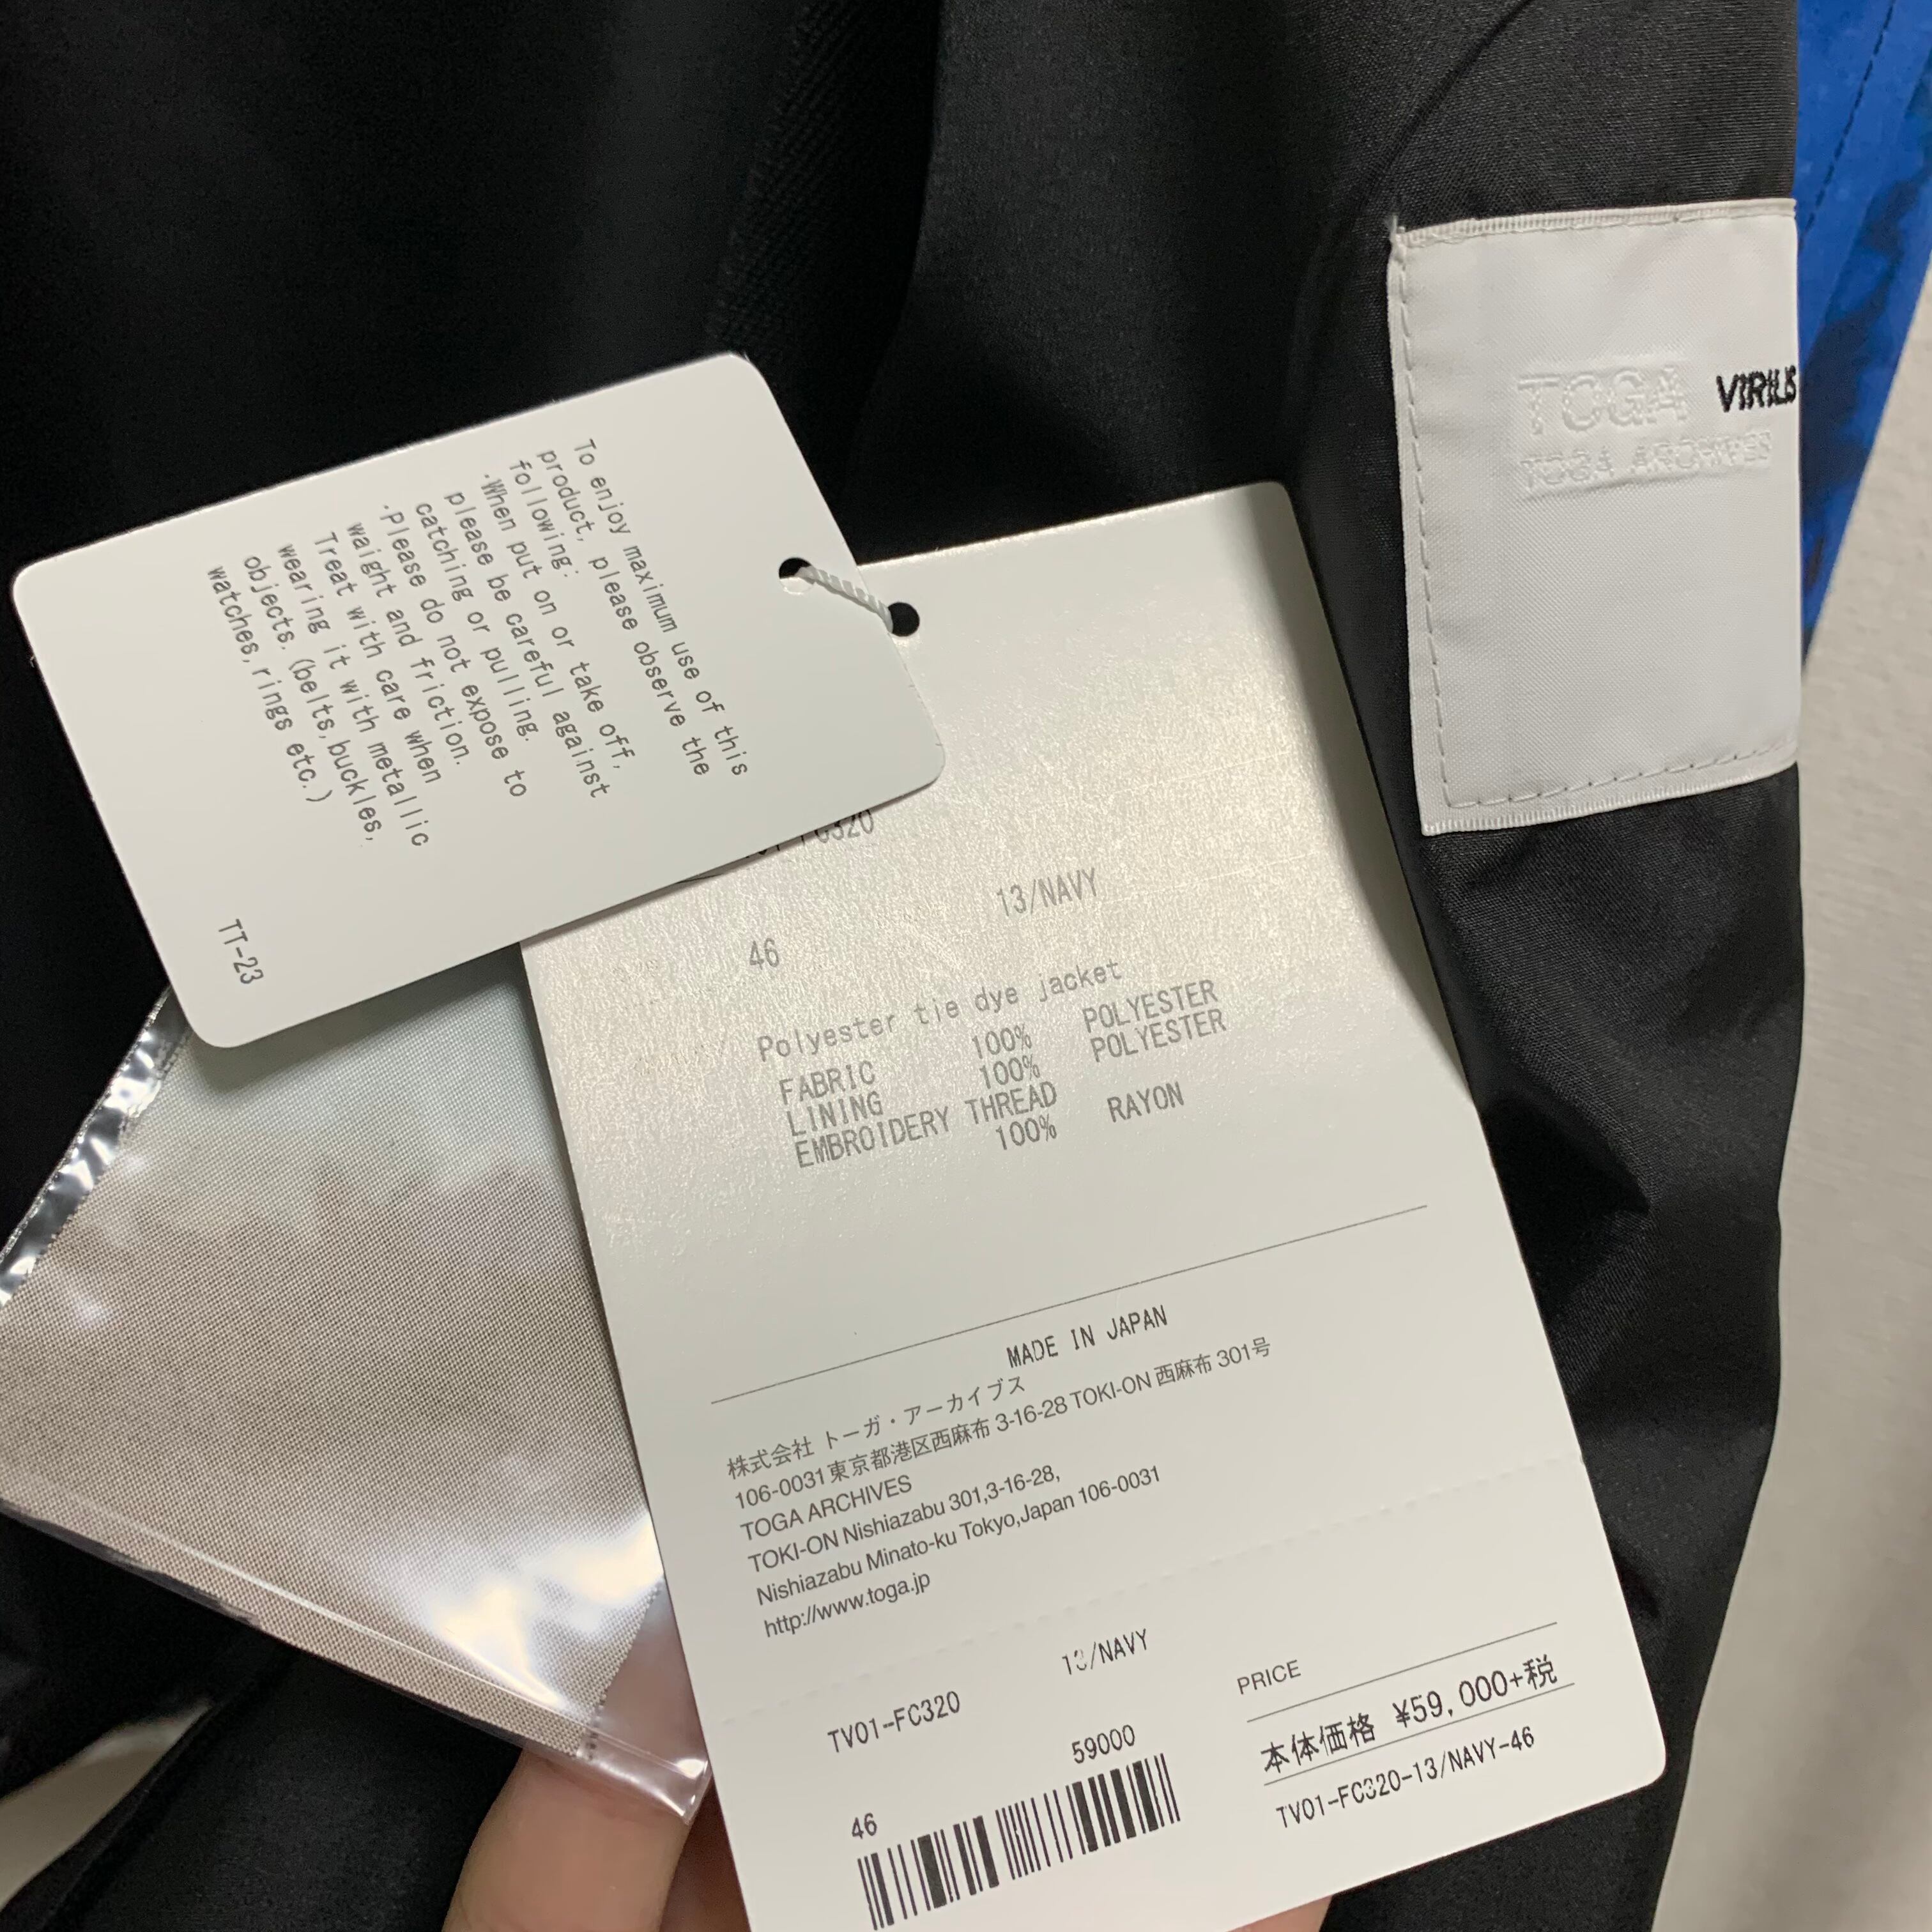 To enjoy maximum use of this
product, please observe the
following:
·When put on or take off,
please be careful against
catching or pulling.
·Please do not expose to
waight and friction.
Treat with care when
wearing it with metallic
objects.(belts,buckles,
watches,rings etc.)
TT-23
TOGA VIRILIS
TOGA ARCHIVES
13/NAVY
46
Polyester tie dye jacket
FABRIC 100% POLYESTER
LINING 100% POLYESTER
EMBROIDERY THREAD
100% RAYON
MADE IN JAPAN
株式会社 トーガ・アーカイブス
106-0031東京都港区西麻布 3-16-28 TOKI-ON 西麻布 301号
TOGA ARCHIVES
TOKI-ON Nishiazabu 301,3-16-28,
Nishiazabu Minato-ku Tokyo,Japan 106-0031
http://www.toga.jp
13/NAVY
TV01-FC320
59000
46
PRICE
本体価格 ¥59,000+税
TV01-FC320-13/NAVY-46